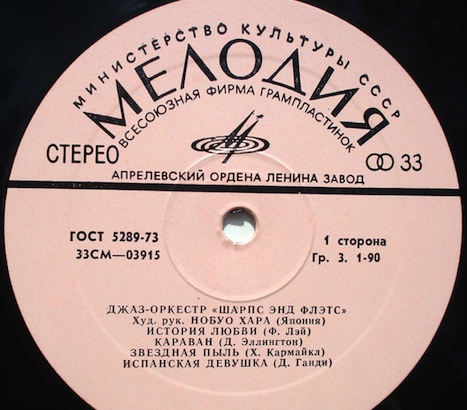 МИНИСТЕРСТВО КУЛЬТУРЫ СССР
МЕЛОДИЯ
ВСЕСОЮЗНАЯ ФИРМА ГРАМПЛАСТИНОК
СТЕРЕО 33
АПРЕЛЕВСКИЙ ОРДЕНА ЛЕНИНА ЗАВОД
ГОСТ 5289-73 1 сторона
33СМ—03915 Гр. 3. 1-90
ДЖАЗ-ОРКЕСТР «ШАРПС ЭНД ФЛЭТС»
Худ. рук. НОБУО ХАРА (Япония)
ИСТОРИЯ ЛЮБВИ (Ф. Лэй)
КАРАВАН (Д. Эллингтон)
ЗВЕЗДНАЯ ПЫЛЬ (Х. Кармайкл)
ИСПАНСКАЯ ДЕВУШКА (Д. Ганди)